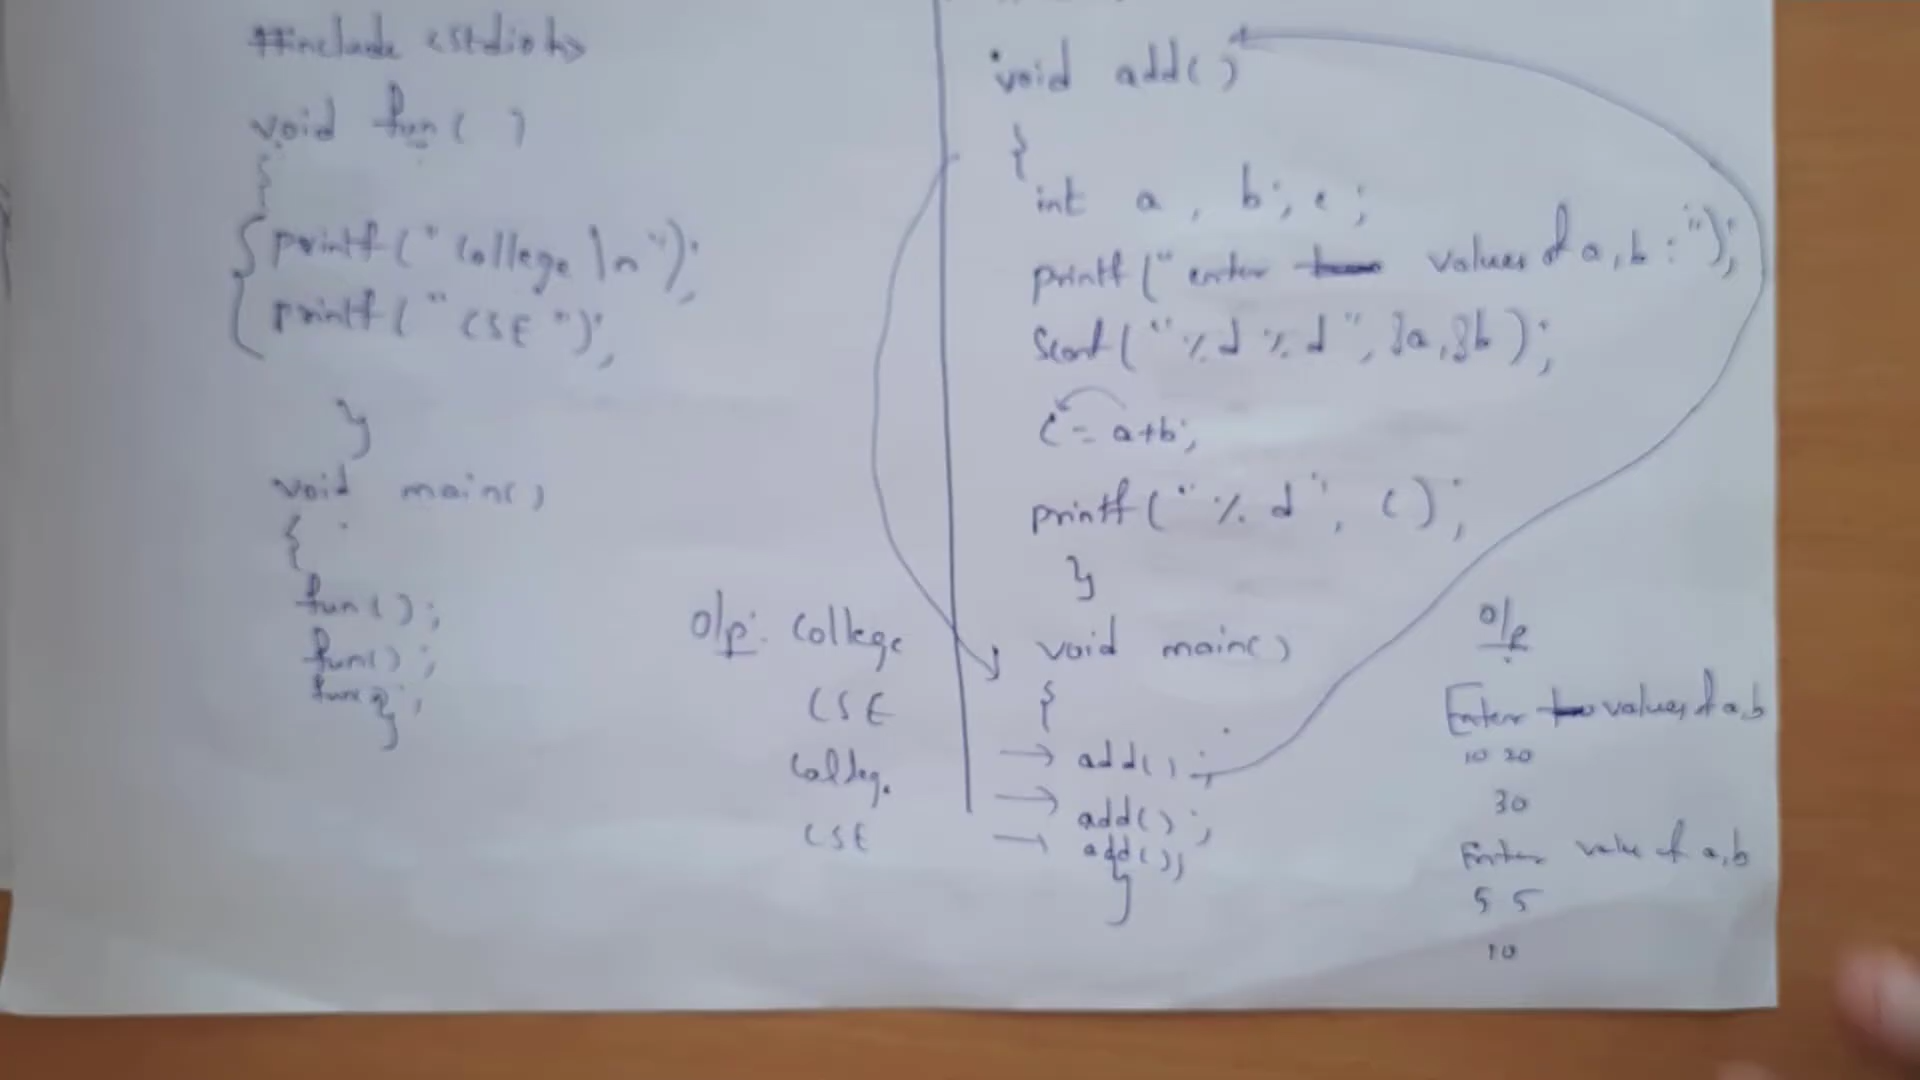 #include <stdio.h>
void fun( )
{
printf("College \n");
printf("CSE");
}
void main()
{
fun();
fun();
fun();
}
O/p: College
CSE
College
CSE
void add()
{
int a, b; c;
printf("enter values of a, b : ");
Scanf("%d %d", &a, &b);
c = a+b;
printf("%d", c);
}
void main()
{
→ add();
→ add();
→ add();
}
O/p
Enter values of a, b
10 20
30
Enter value of a, b
5 5
10